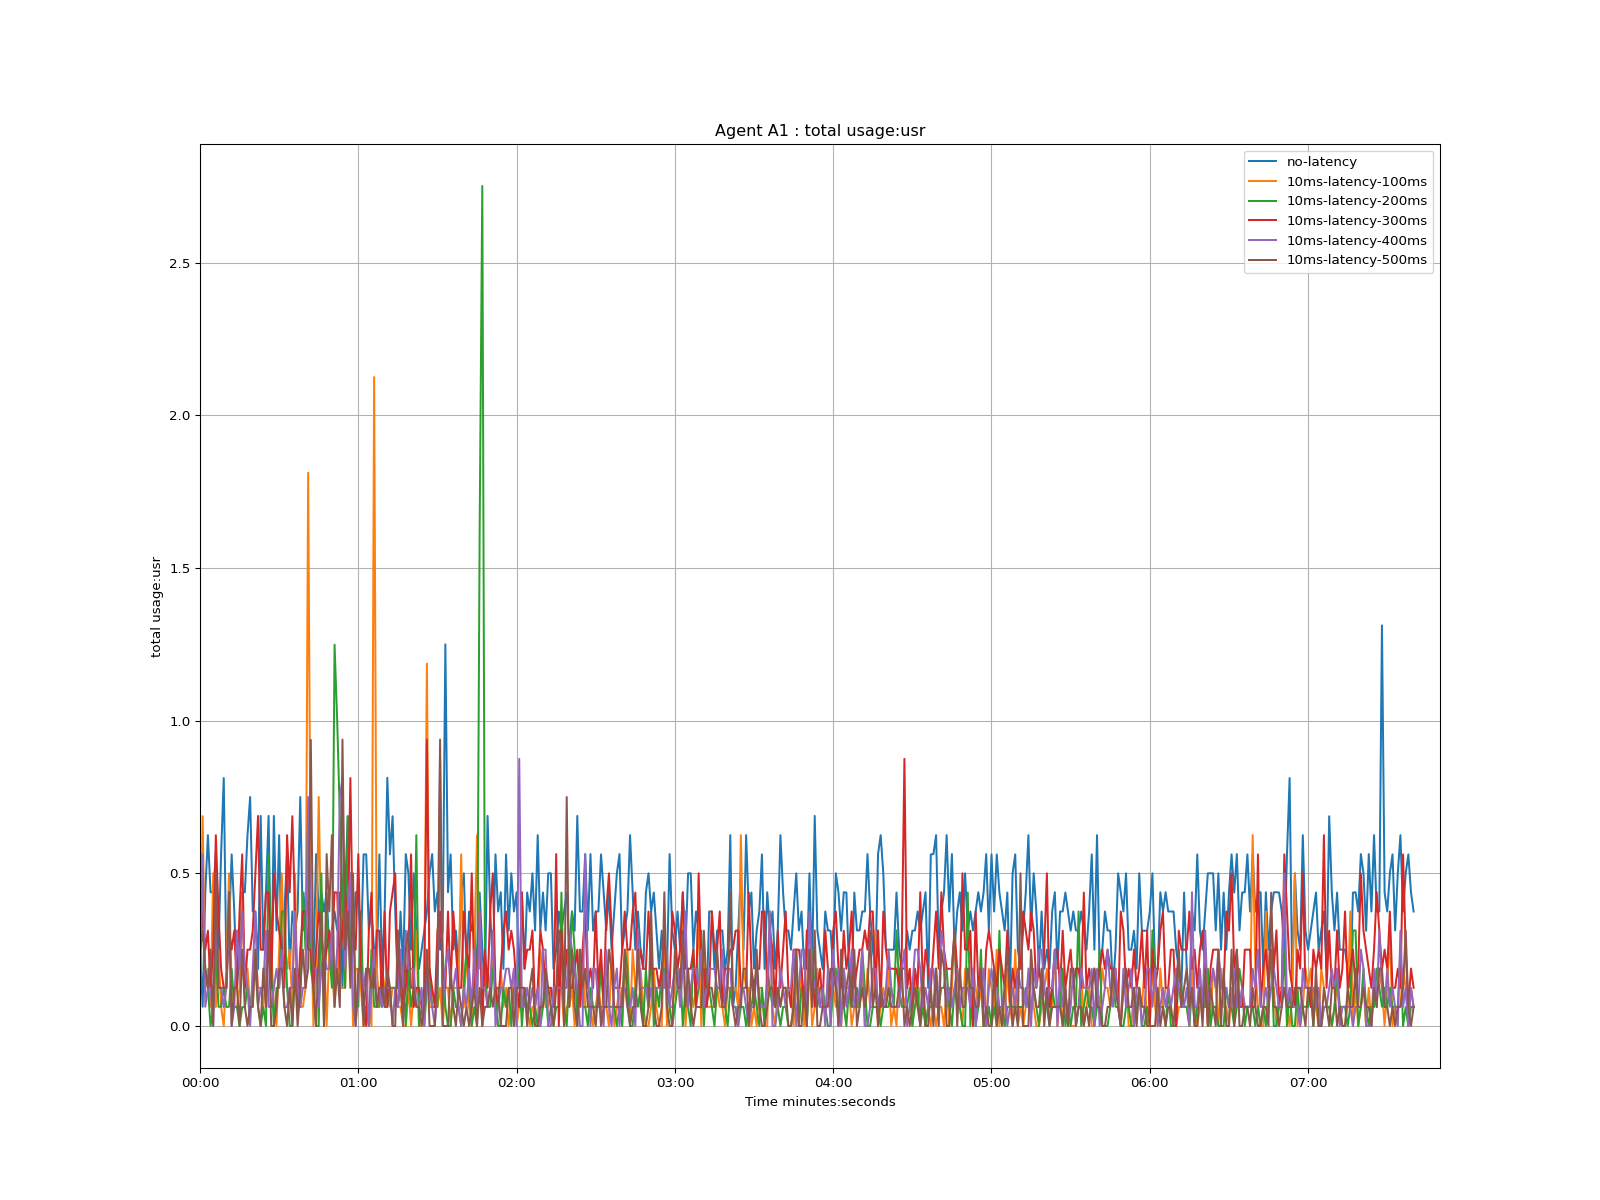 Agent A1 : total usage:usr
no-latency
10ms-latency-100ms
10ms-latency-200ms
10ms-latency-300ms
10ms-latency-400ms
10ms-latency-500ms
total usage:usr
2.5
2.0
1.5
1.0
0.5
0.0
00:00 01:00 02:00 03:00 04:00 05:00 06:00 07:00
Time minutes:seconds